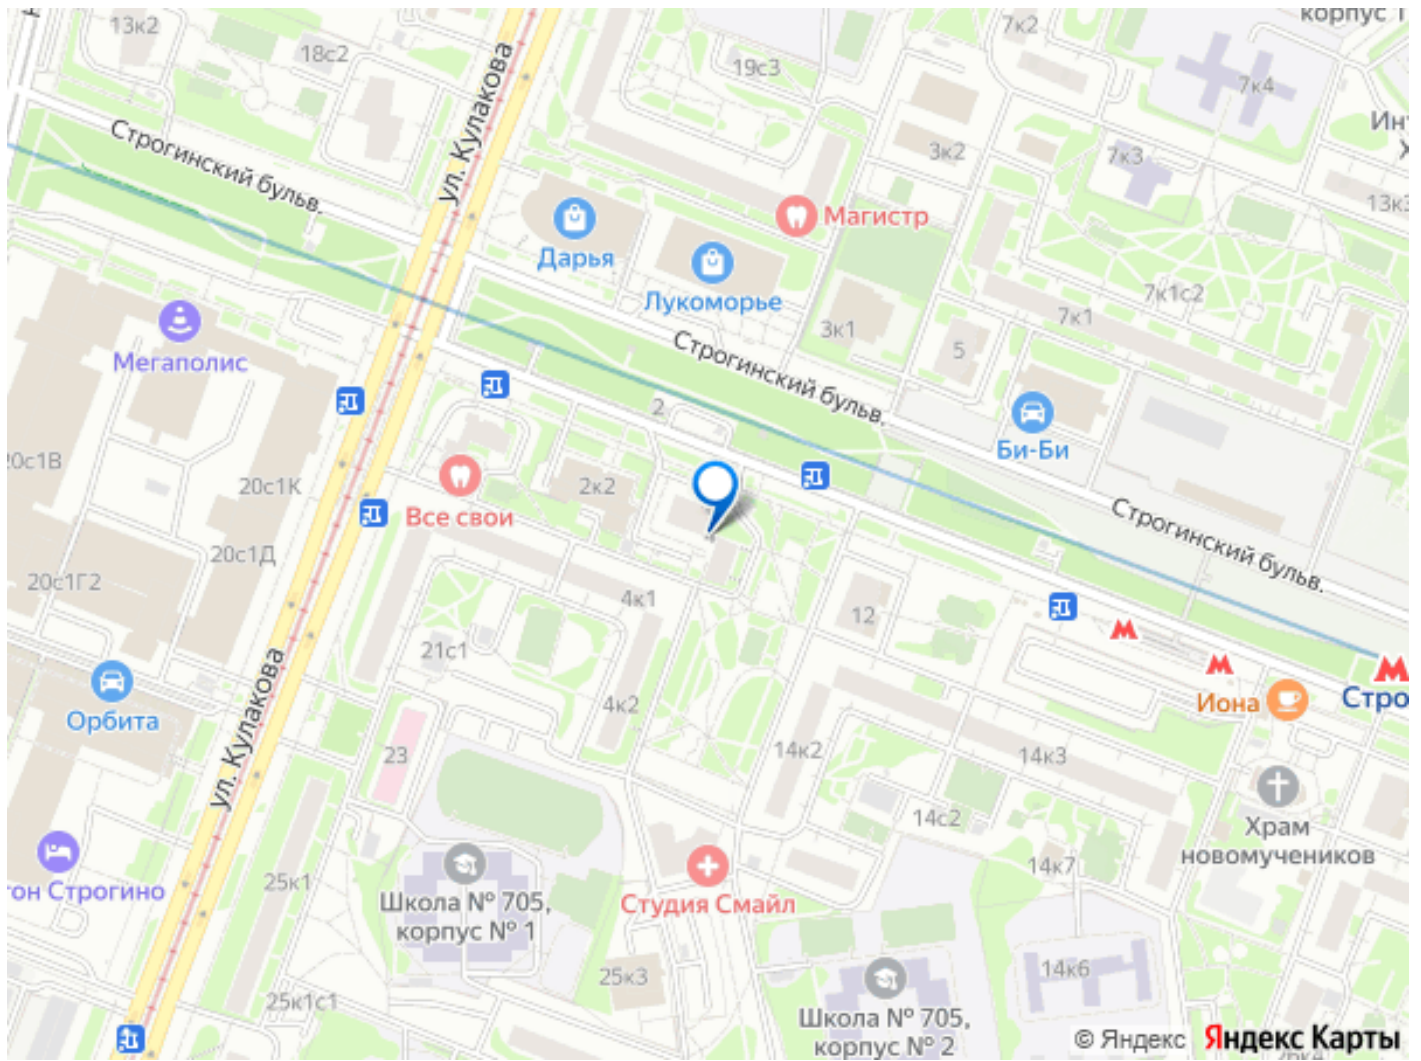 13к2
18с2
ул. Кулакова
19с3
7к2
корпус 1
7к4
Строгинский бульв.
3к2
7к3
13к3
Магистр
Дарья
Лукоморье
7к1с2
7к1
3к1
5
Строгинский бульв.
Мегаполис
2
Би-Би
20с1В
20с1К
Все свои
2к2
Строгинский бульв.
20с1Д
20с1Г2
4к1
12
21с1
4к2
ул. Кулакова
Орбита
23
14к2
14к3
Иона
Стро
14с2
Храм
новомучеников
14к7
25к1
Школа № 705,
корпус № 1
Студия Смайл
тон Строгино
25к3
14к6
25к1с1
Школа № 705,
корпус № 2
© Яндекс Яндекс Карты